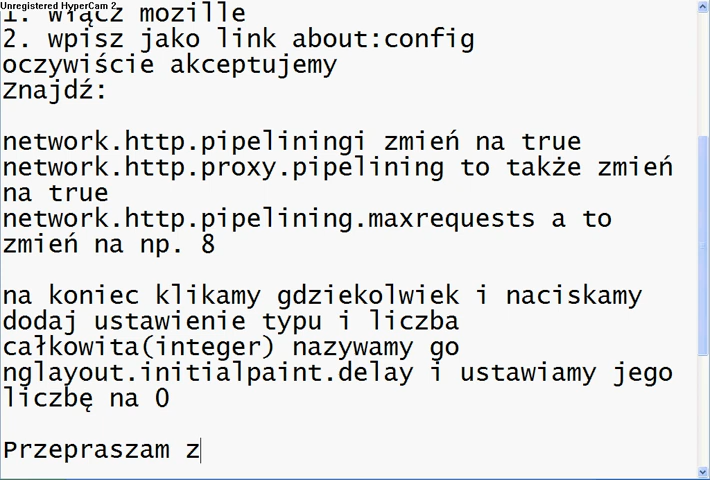 Unregistered HyperCam 2
1. włącz mozille
2. wpisz jako link about:config
oczywiście akceptujemy
Znajdź:
network.http.pipeliningi zmień na true
network.http.proxy.pipelining to także zmień
na true
network.http.pipelining.maxrequests a to
zmień na np. 8
na koniec klikamy gdziekolwiek i naciskamy
dodaj ustawienie typu i liczba
całkowita(integer) nazywamy go
nglayout.initialpaint.delay i ustawiamy jego
liczbę na 0
Przepraszam z